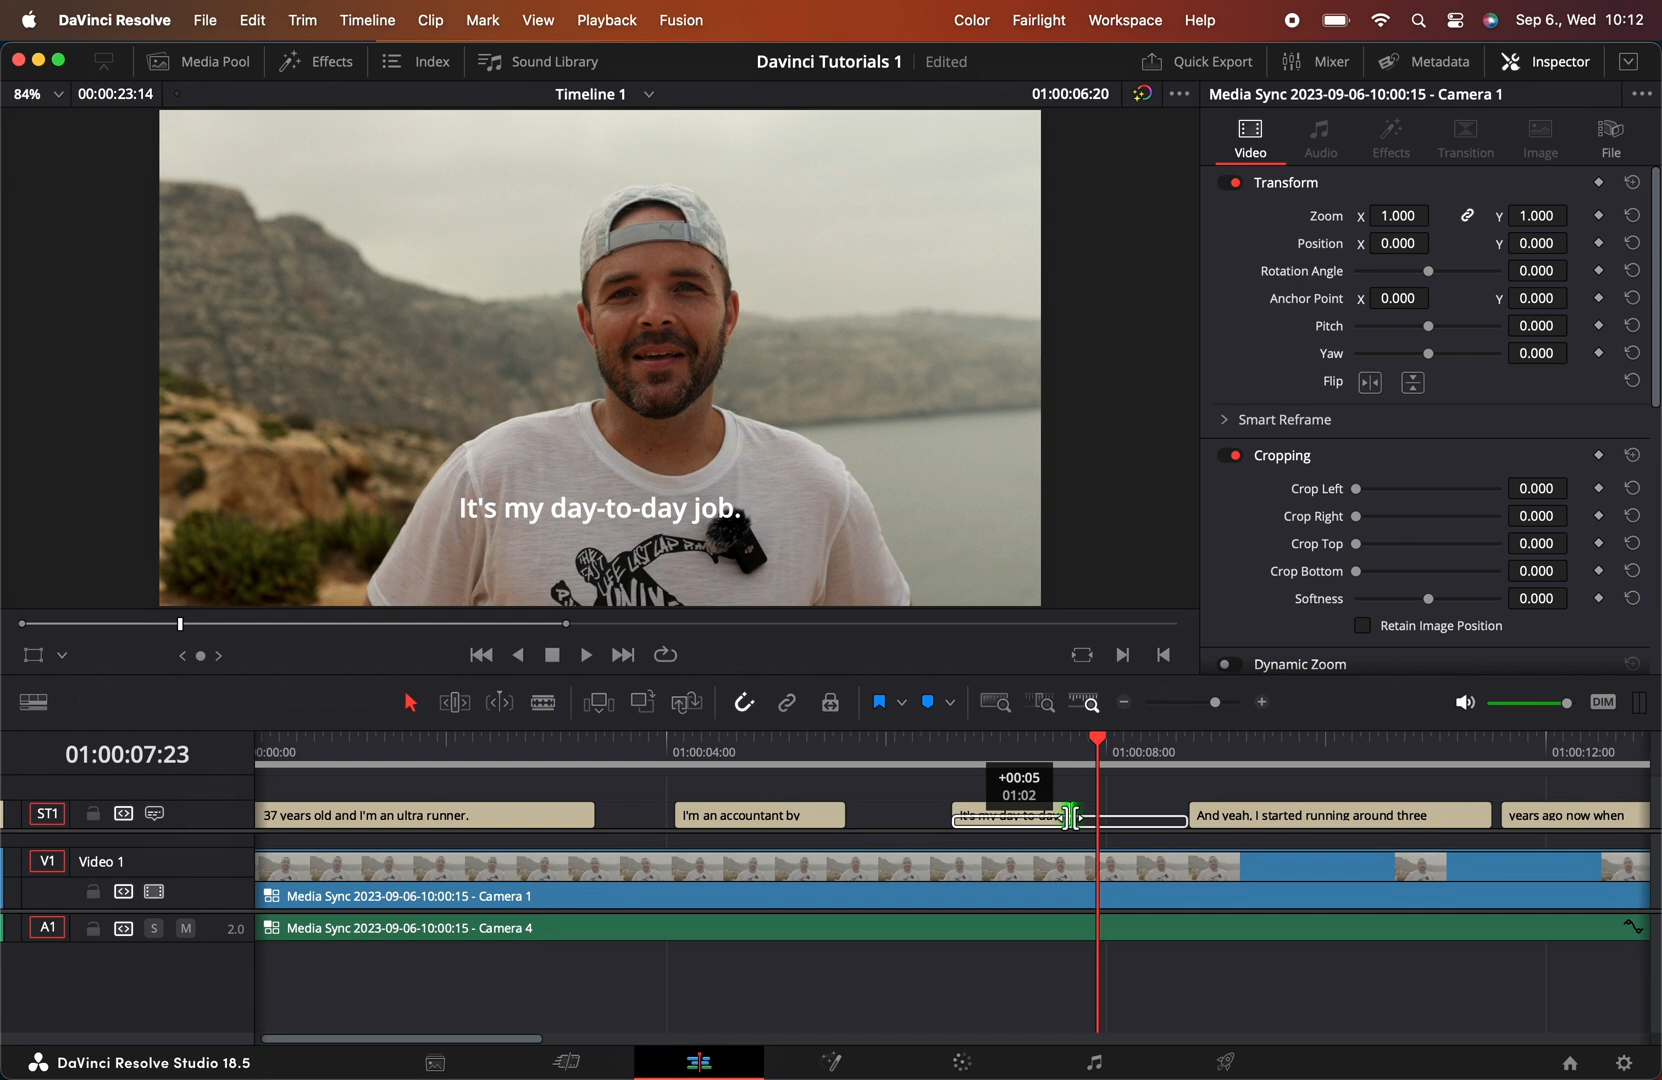 DaVinci Resolve File Edit Trim Timeline Clip Mark View Playback Fusion Color Fairlight Workspace Help Sep 6., Wed 10:12
Media Pool Effects Index Sound Library Davinci Tutorials 1 Edited Quick Export Mixer Metadata Inspector
84% 00:00:23:14 Timeline 1 01:00:06:20 Media Sync 2023-09-06-10:00:15 - Camera 1
Video Audio Effects Transition Image File
Transform
Zoom X 1.000 Y 1.000
Position X 0.000 Y 0.000
Rotation Angle 0.000
Anchor Point X 0.000 Y 0.000
Pitch 0.000
Yaw 0.000
Flip
Smart Reframe
Cropping
Crop Left 0.000
Crop Right 0.000
Crop Top 0.000
Crop Bottom 0.000
Softness 0.000
Retain Image Position
Dynamic Zoom
It's my day-to-day job.
THE
FAST
LIFE LAST LAP
DIM
01:00:07:23
0:00:00 01:00:04:00 01:00:08:00 01:00:12:00
+00:05
01:02
ST1 37 years old and I'm an ultra runner. I'm an accountant by It's my day-to-day And yeah, I started running around three years ago now when
V1 Video 1
Media Sync 2023-09-06-10:00:15 - Camera 1
A1 S M 2.0 Media Sync 2023-09-06-10:00:15 - Camera 4
DaVinci Resolve Studio 18.5